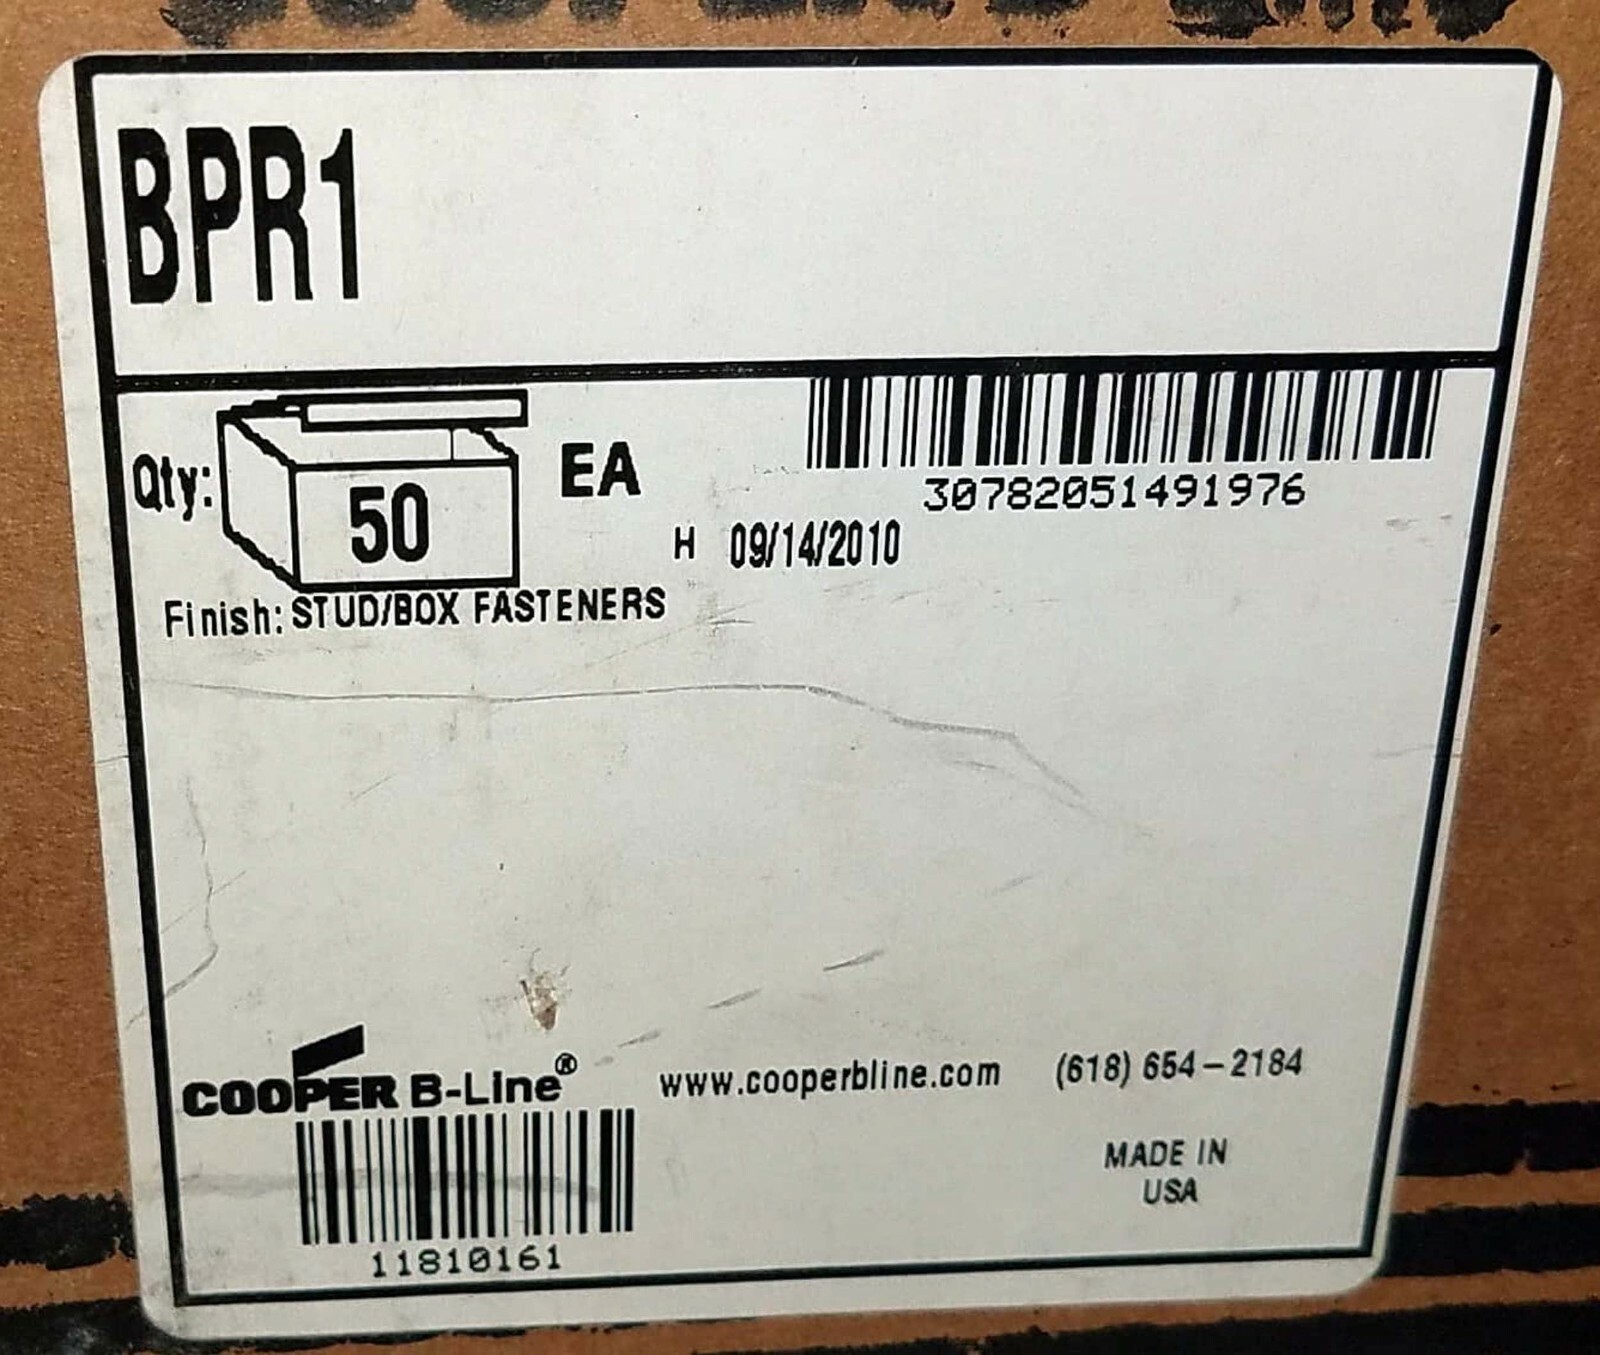 BPR1
Qty: 50 EA
30782051491976
H 09/14/2010
Finish: STUD/BOX FASTENERS
COOPER B-Line®
www.cooperbline.com (618) 654-2184
11810161
MADE IN
USA